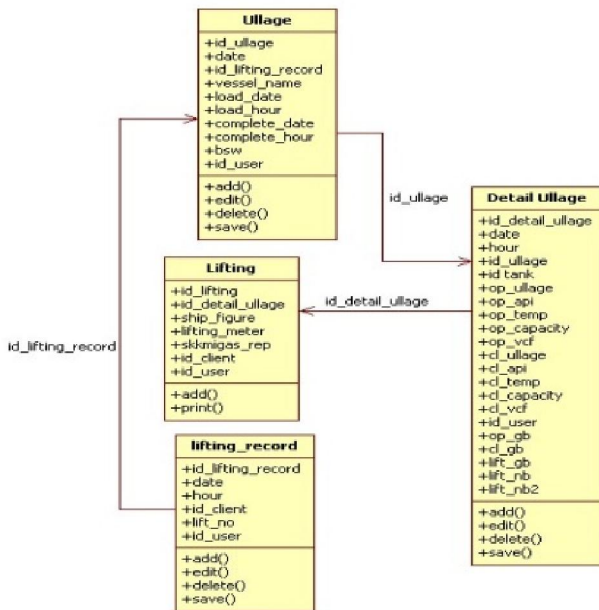 Ullage
+id_ullage
+date
+id_lifting_record
+vessel_name
+load_date
+load_hour
+complete_date
+complete_hour
+bsw
+id_user
+add()
+edit()
+delete()
+save()
id_ullage
Detail Ullage
+id_detail_ullage
+date
+hour
+id_ullage
+id tank
+op_ullage
+op_api
+op_temp
+op_capacity
+op_vcf
+cl_ullage
+cl_api
+cl_temp
+cl_capacity
+cl_vcf
+id_user
+op_gb
+cl_gb
+lift_gb
+lift_nb
+lift_nb2
+add()
+edit()
+delete()
+save()
id_detail_ullage
Lifting
+id_lifting
+id_detail_ullage
+ship_figure
+lifting_meter
+skkmigas_rep
+id_client
+id_user
+add()
+print()
id_lifting_record
lifting_record
+id_lifting_record
+date
+hour
+id_client
+lift_no
+id_user
+add()
+edit()
+delete()
+save()